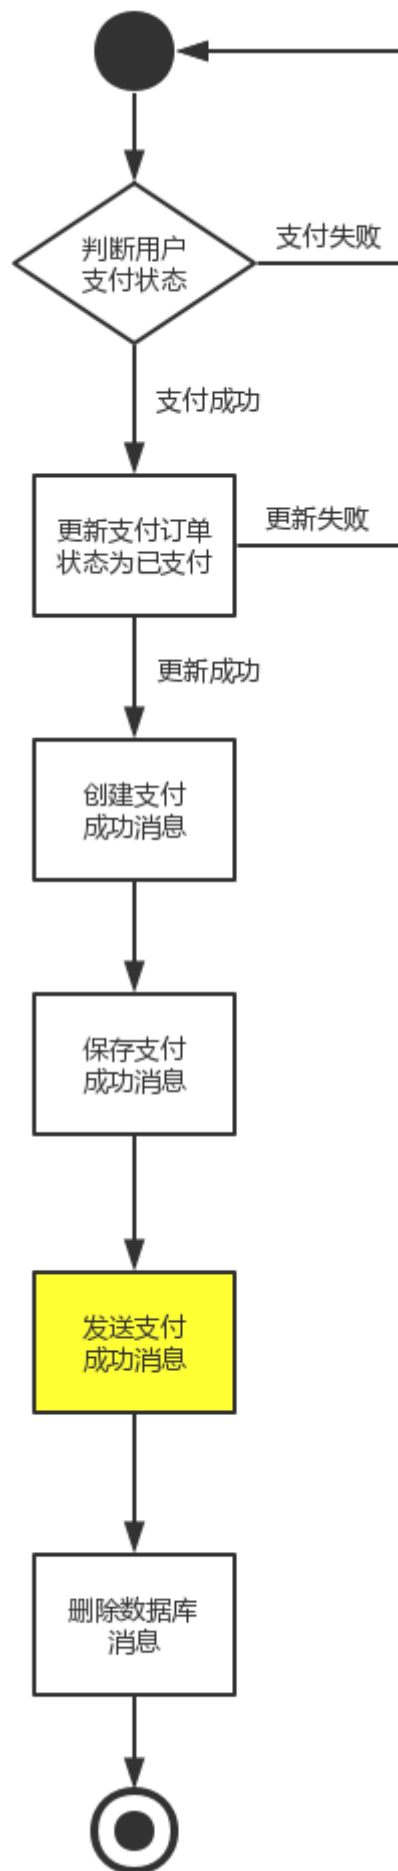 判断用户
支付状态
支付失败
支付成功
更新支付订单
状态为已支付
更新失败
更新成功
创建支付
成功消息
保存支付
成功消息
发送支付
成功消息
删除数据库
消息